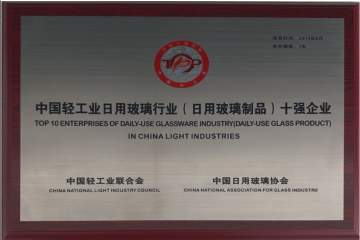 TOP
中国轻工业日用玻璃行业（日用玻璃制品）十强企业
TOP 10 ENTERPRISES OF DAILY-USE GLASSWARE INDUSTRY(DAILY-USE GLASS PRODUCT)
IN CHINA LIGHT INDUSTRIES
中国轻工业联合会 中国日用玻璃协会
CHINA NATIONAL LIGHT INDUSTRY COUNCIL CHINA NATIONAL ASSOCIATION FOR GLASS INDUSTRY